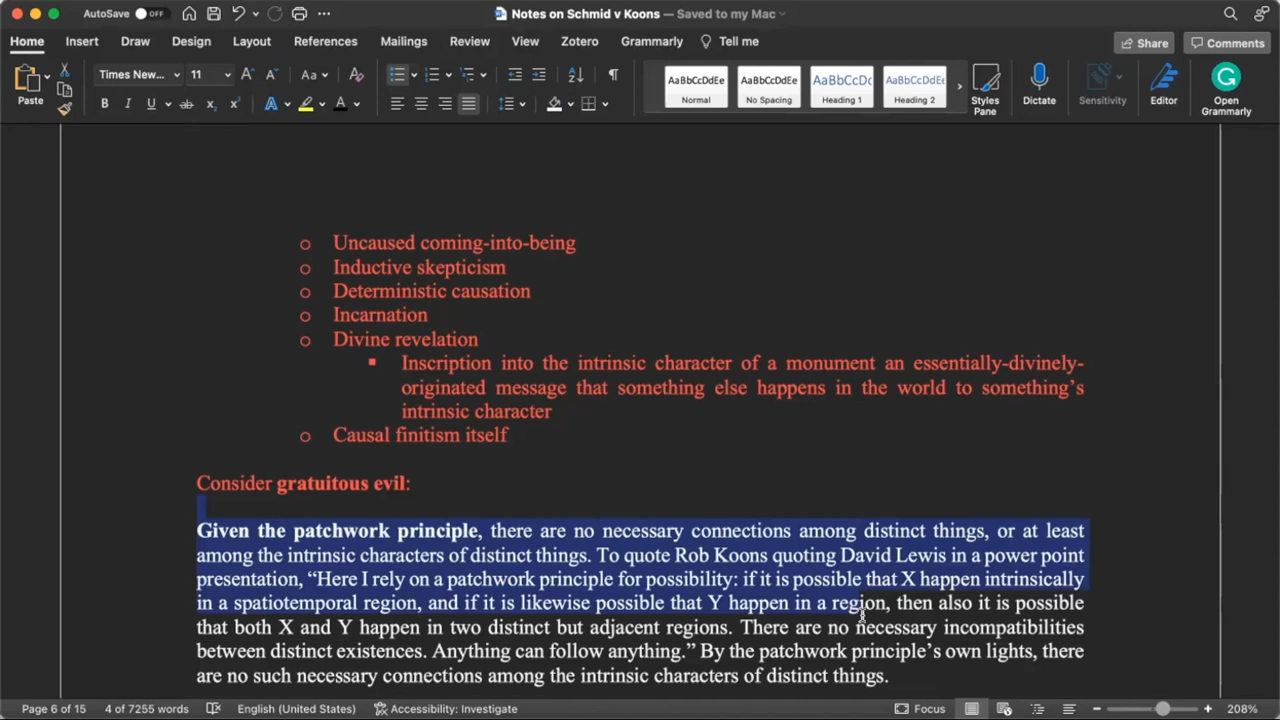 AutoSave OFF Notes on Schmid v Koons — Saved to my Mac
Home Insert Draw Design Layout References Mailings Review View Zotero Grammarly Tell me Share Comments
Paste Times New... 11 Aa AaBbCcDdEe AaBbCcDdEe AaBbCcDc AaBbCcDdEe
B I U ab x₂ x² A A Normal No Spacing Heading 1 Heading 2 Styles Pane Dictate Sensitivity Editor Open Grammarly
o Uncaused coming-into-being
o Inductive skepticism
o Deterministic causation
o Incarnation
o Divine revelation
▪ Inscription into the intrinsic character of a monument an essentially-divinely-
originated message that something else happens in the world to something’s
intrinsic character
o Causal finitism itself
Consider gratuitous evil:
Given the patchwork principle, there are no necessary connections among distinct things, or at least
among the intrinsic characters of distinct things. To quote Rob Koons quoting David Lewis in a power point
presentation, “Here I rely on a patchwork principle for possibility: if it is possible that X happen intrinsically
in a spatiotemporal region, and if it is likewise possible that Y happen in a region, then also it is possible
that both X and Y happen in two distinct but adjacent regions. There are no necessary incompatibilities
between distinct existences. Anything can follow anything.” By the patchwork principle’s own lights, there
are no such necessary connections among the intrinsic characters of distinct things.
Page 6 of 15 4 of 7255 words English (United States) Accessibility: Investigate Focus 208%